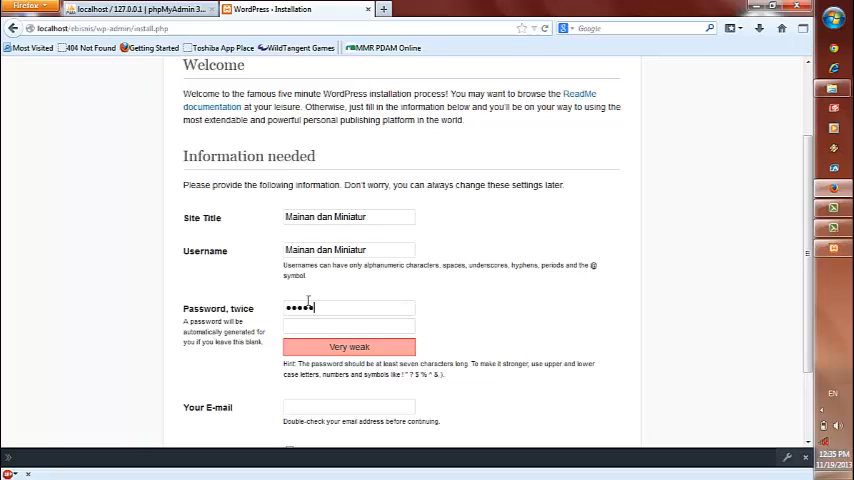 Firefox
localhost / 127.0.0.1 | phpMyAdmin 3...
WordPress › Installation
localhost/ebisnis/wp-admin/install.php
Google
Most Visited
404 Not Found
Getting Started
Toshiba App Place
WildTangent Games
MMR PDAM Online
Welcome
Welcome to the famous five minute WordPress installation process! You may want to browse the ReadMe
documentation at your leisure. Otherwise, just fill in the information below and you'll be on your way to using the
most extendable and powerful personal publishing platform in the world.
Information needed
Please provide the following information. Don't worry, you can always change these settings later.
Site Title
Mainan dan Miniatur
Username
Mainan dan Miniatur
Usernames can have only alphanumeric characters, spaces, underscores, hyphens, periods and the @
symbol.
Password, twice
A password will be
automatically generated for
you if you leave this blank.
Very weak
Hint: The password should be at least seven characters long. To make it stronger, use upper and lower
case letters, numbers and symbols like ! " ? $ % ^ & ).
Your E-mail
Double-check your email address before continuing.
EN
12:35 PM
11/19/2013